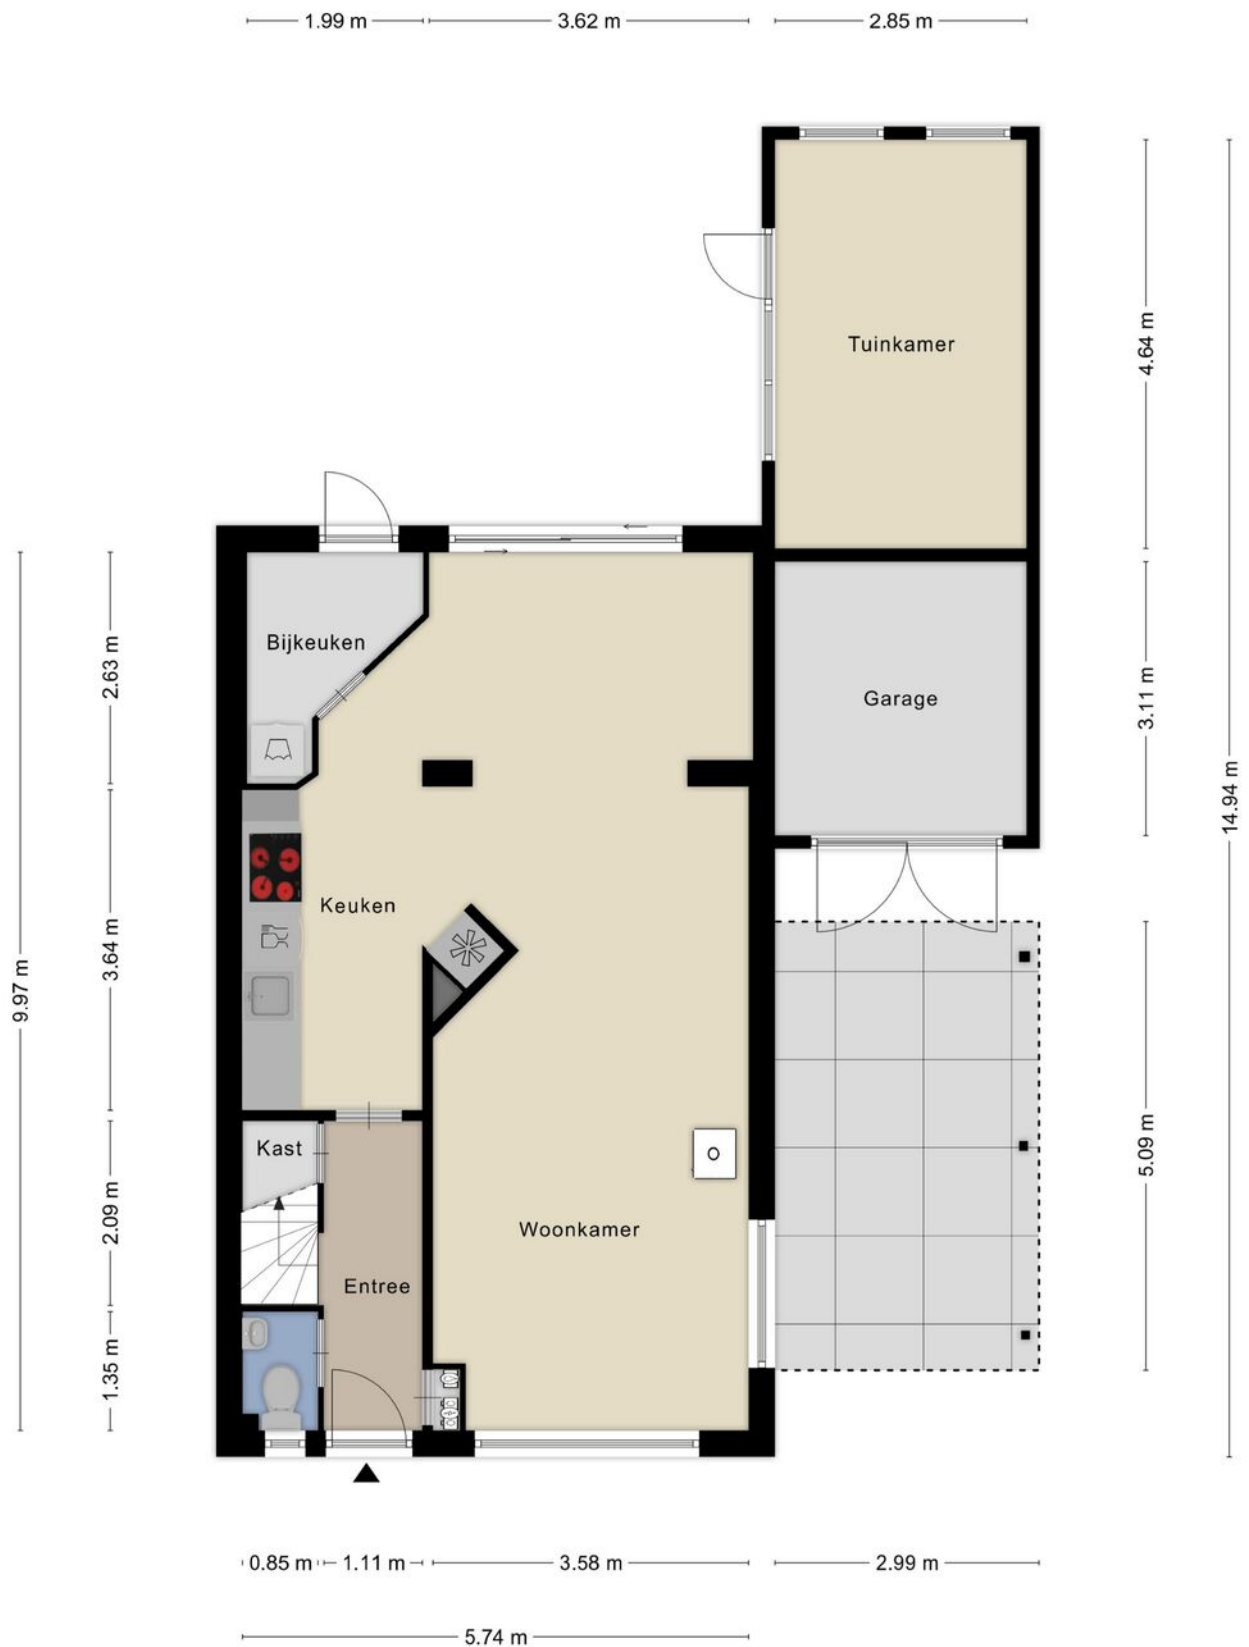 1.99 m
3.62 m
2.85 m
Tuinkamer
4.64 m
Bijkeuken
2.63 m
Garage
3.11 m
14.94 m
Keuken
3.64 m
9.97 m
Kast
5.09 m
2.09 m
Woonkamer
Entree
1.35 m
0.85 m
1.11 m
3.58 m
2.99 m
5.74 m